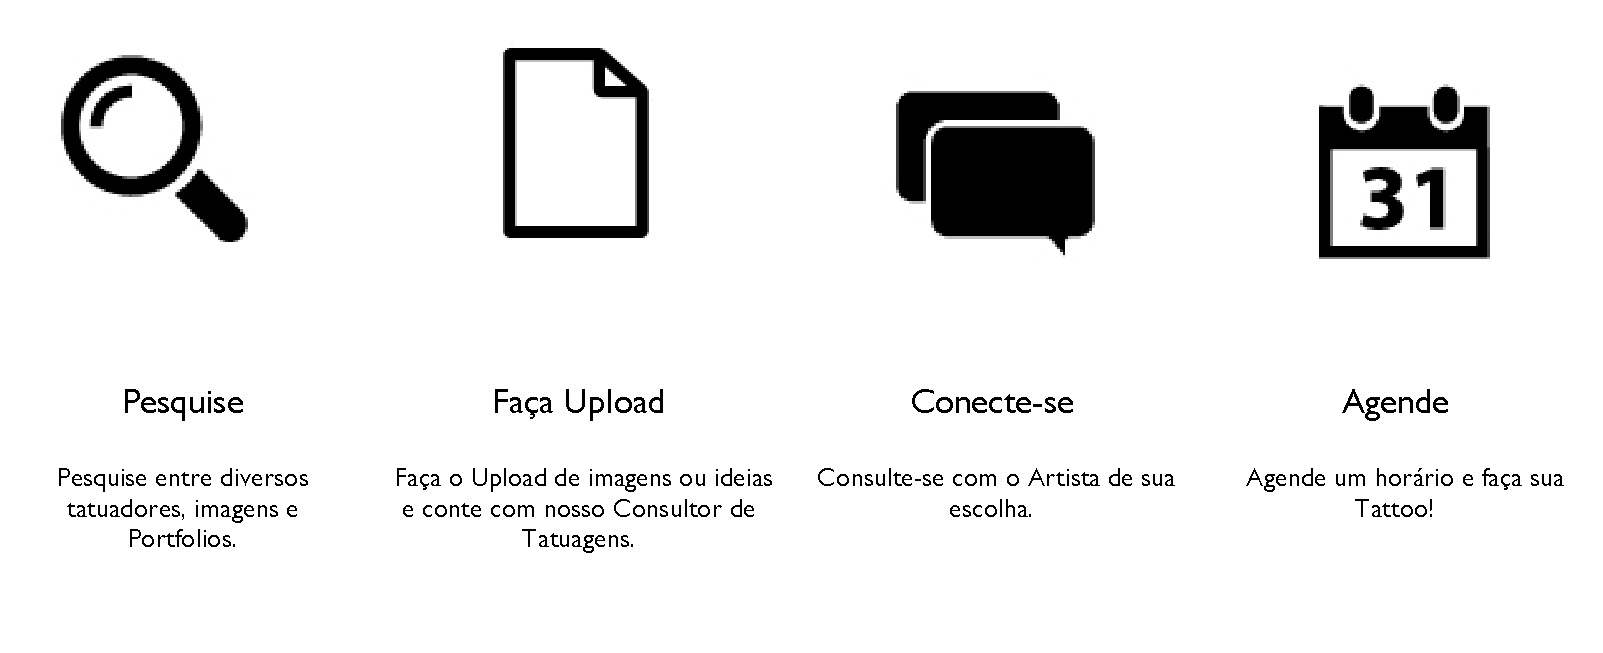 31
Pesquise
Pesquise entre diversos
tatuadores, imagens e
Portfolios.
Faça Upload
Faça o Upload de imagens ou ideias
e conte com nosso Consultor de
Tatuagens.
Conecte-se
Consulte-se com o Artista de sua
escolha.
Agende
Agende um horário e faça sua
Tattoo!